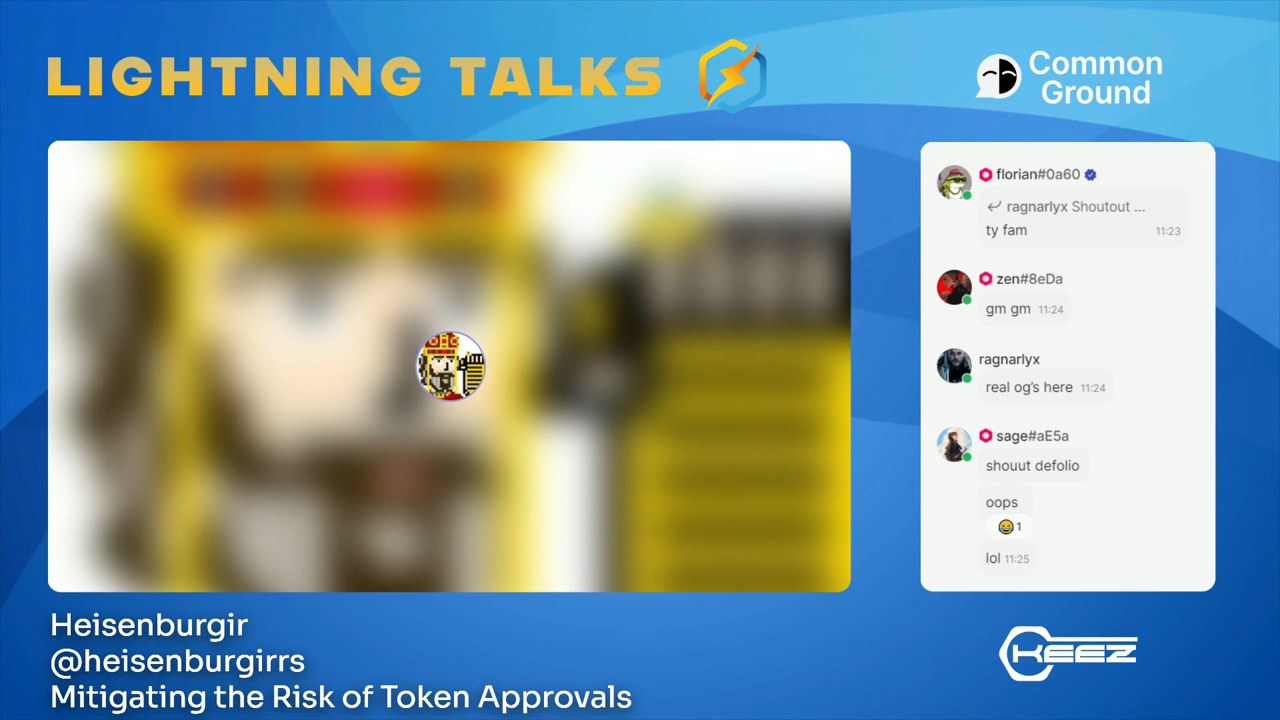 LIGHTNING TALKS
Common
Ground
florian#0a60
ragnarlyx Shoutout ...
ty fam 11:23
zen#8eDa
gm gm 11:24
ragnarlyx
real og's here 11:24
sage#aE5a
shouut defolio
oops
1
lol 11:25
Heisenburgir
@heisenburgirrs
Mitigating the Risk of Token Approvals
KEEZ